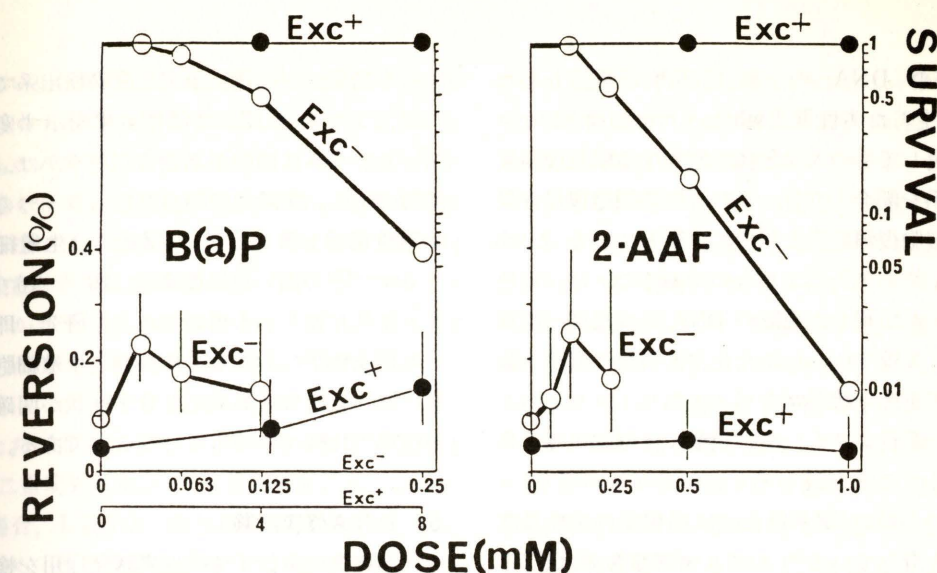 Exc+
Exc-
B(a)P
REVERSION(%)
0.4
0.2
0
Exc-
Exc+
Exc-
0 0.063 0.125 0.25
Exc+
0 4 8
Exc+
Exc-
2·AAF
Exc-
Exc+
0 0.25 0.5 1.0
1
0.5
0.1
0.05
0.01
SURVIVAL
DOSE(mM)